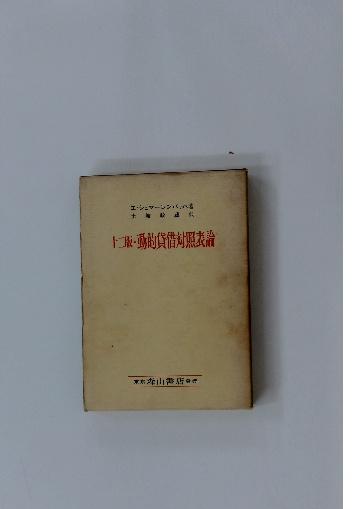 エ・シュマーレンバッハ著
土岐政蔵訳
十二版・動的貸借対照表論
東京 森山書店 発行